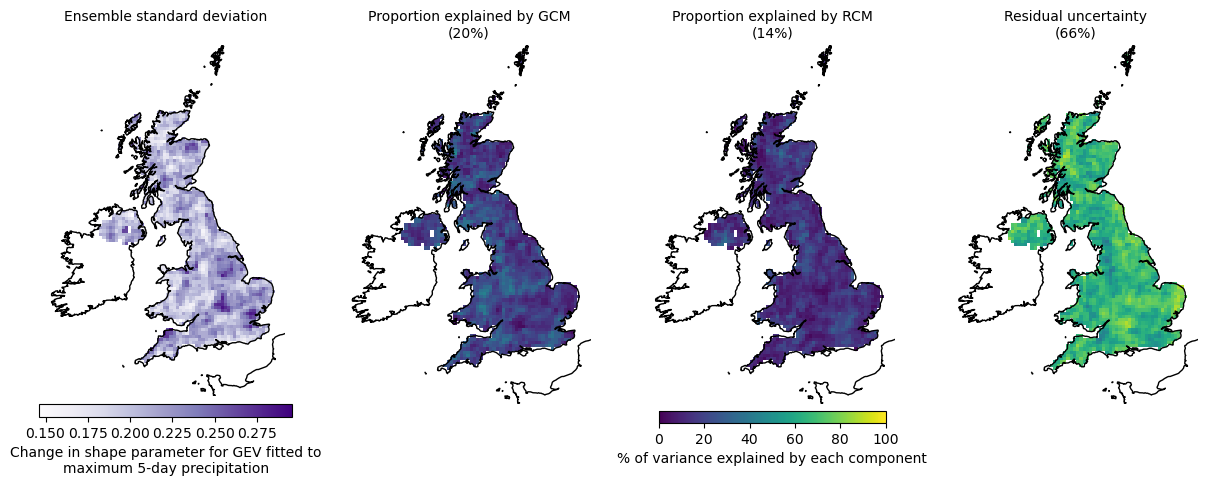 Ensemble standard deviation
Proportion explained by GCM
(20%)
Proportion explained by RCM
(14%)
Residual uncertainty
(66%)
0.150 0.175 0.200 0.225 0.250 0.275
Change in shape parameter for GEV fitted to
maximum 5-day precipitation
0 20 40 60 80 100
% of variance explained by each component